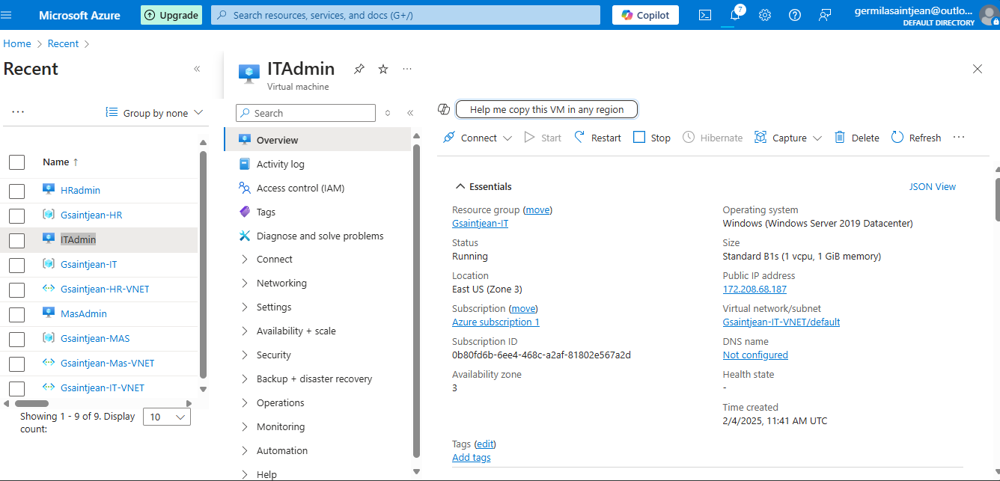 Microsoft Azure
Upgrade
Search resources, services, and docs (G+/)
Copilot
7
germilasaintjean@outlo...
DEFAULT DIRECTORY
Home > Recent >
Recent
«
...
Group by none
Name ↑
HRadmin
Gsaintjean-HR
ITAdmin
Gsaintjean-IT
Gsaintjean-HR-VNET
MasAdmin
Gsaintjean-MAS
Gsaintjean-Mas-VNET
Gsaintjean-IT-VNET
Showing 1 - 9 of 9. Display
count:
10
ITAdmin
...
Virtual machine
Search
«
Overview
Activity log
Access control (IAM)
Tags
Diagnose and solve problems
Connect
Networking
Settings
Availability + scale
Security
Backup + disaster recovery
Operations
Monitoring
Automation
Help
Help me copy this VM in any region
Connect
Start
Restart
Stop
Hibernate
Capture
Delete
Refresh
...
Essentials
JSON View
Resource group (move)
Gsaintjean-IT
Status
Running
Location
East US (Zone 3)
Subscription (move)
Azure subscription 1
Subscription ID
0b80fd6b-6ee4-468c-a2af-81802e567a2d
Availability zone
3
Operating system
Windows (Windows Server 2019 Datacenter)
Size
Standard B1s (1 vcpu, 1 GiB memory)
Public IP address
172.208.68.187
Virtual network/subnet
Gsaintjean-IT-VNET/default
DNS name
Not configured
Health state
-
Time created
2/4/2025, 11:41 AM UTC
Tags (edit)
Add tags